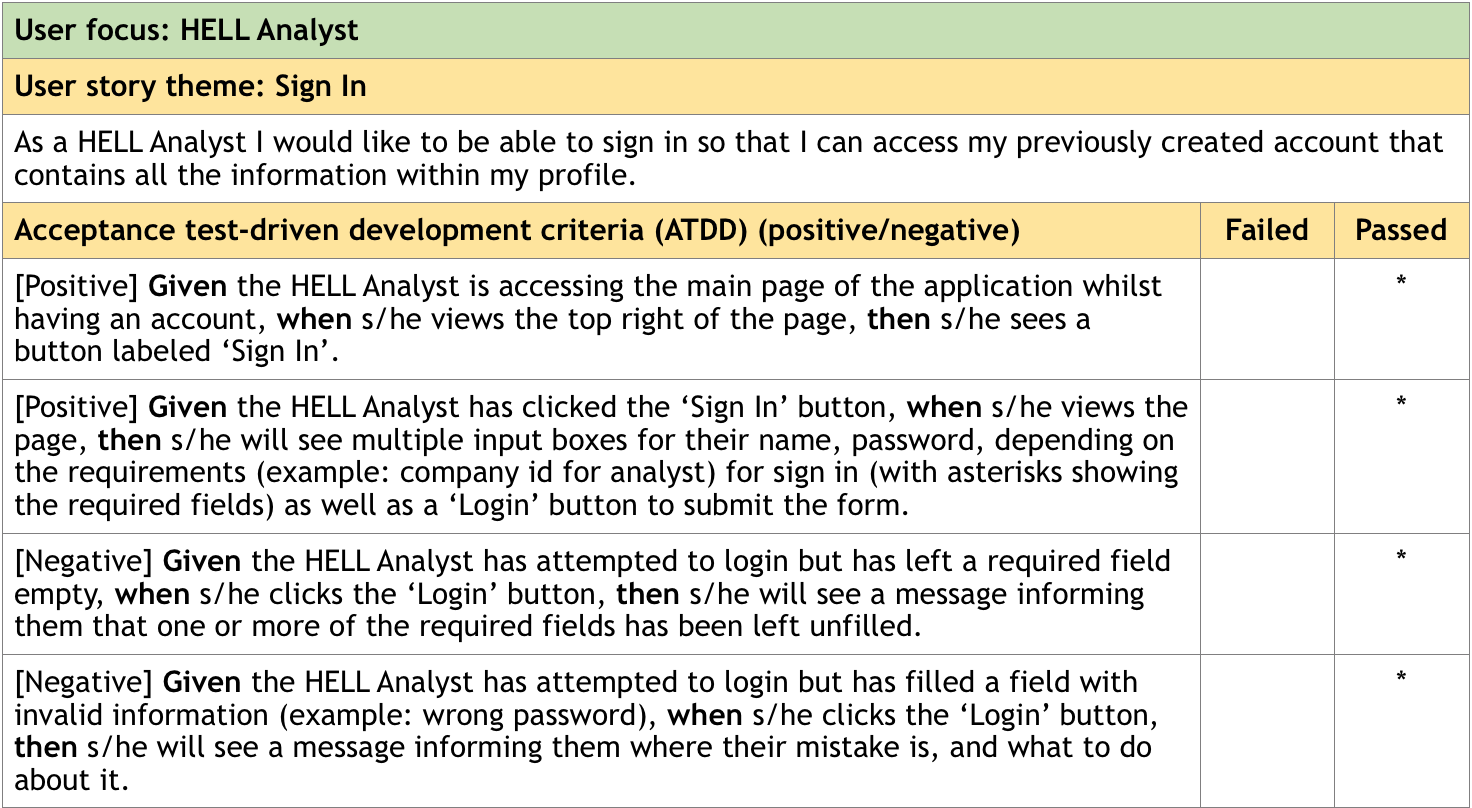 User focus: HELL Analyst
User story theme: Sign In
As a HELL Analyst I would like to be able to sign in so that I can access my previously created account that
contains all the information within my profile.
Acceptance test-driven development criteria (ATDD) (positive/negative) Failed Passed
[Positive] Given the HELL Analyst is accessing the main page of the application whilst *
having an account, when s/he views the top right of the page, then s/he sees a
button labeled ‘Sign In’.
[Positive] Given the HELL Analyst has clicked the ‘Sign In’ button, when s/he views the *
page, then s/he will see multiple input boxes for their name, password, depending on
the requirements (example: company id for analyst) for sign in (with asterisks showing
the required fields) as well as a ‘Login’ button to submit the form.
[Negative] Given the HELL Analyst has attempted to login but has left a required field *
empty, when s/he clicks the ‘Login’ button, then s/he will see a message informing
them that one or more of the required fields has been left unfilled.
[Negative] Given the HELL Analyst has attempted to login but has filled a field with *
invalid information (example: wrong password), when s/he clicks the ‘Login’ button,
then s/he will see a message informing them where their mistake is, and what to do
about it.